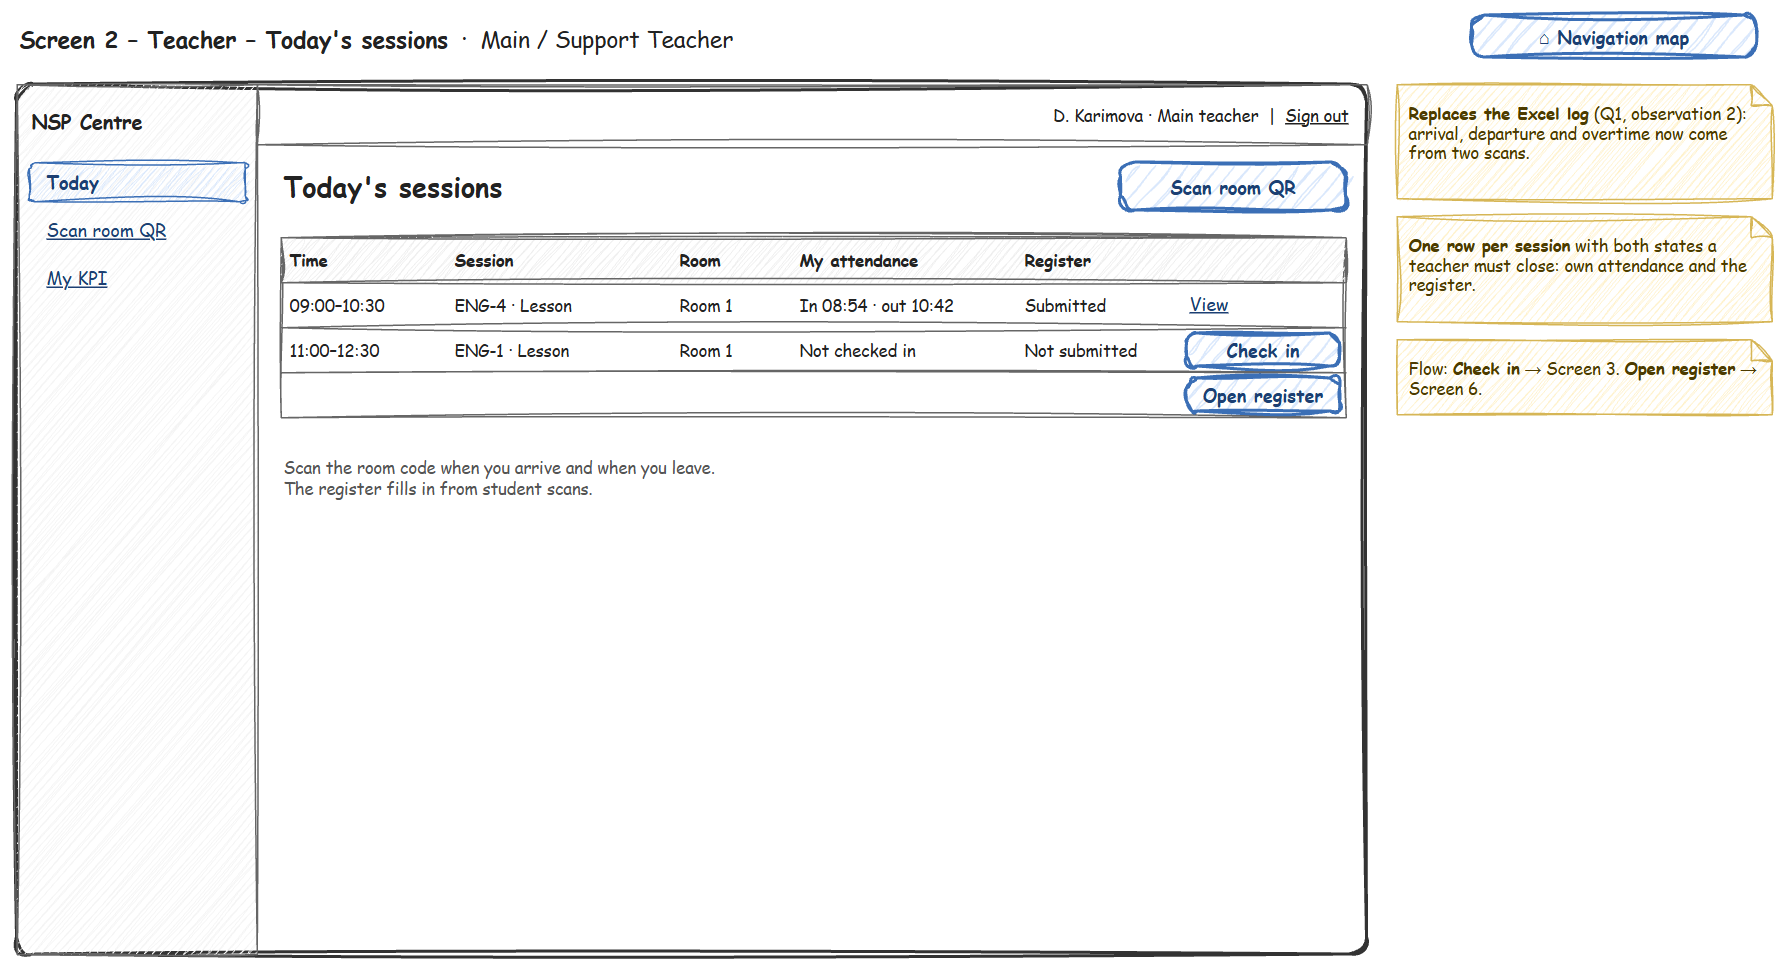 Screen 2 – Teacher – Today's sessions · Main / Support Teacher
⌂ Navigation map
NSP Centre
D. Karimova · Main teacher | Sign out
Today
Scan room QR
My KPI
Today's sessions
Scan room QR
Time Session Room My attendance Register
09:00–10:30 ENG-4 · Lesson Room 1 In 08:54 · out 10:42 Submitted View
11:00–12:30 ENG-1 · Lesson Room 1 Not checked in Not submitted Check in
Open register
Scan the room code when you arrive and when you leave.
The register fills in from student scans.
Replaces the Excel log (Q1, observation 2):
arrival, departure and overtime now come
from two scans.
One row per session with both states a
teacher must close: own attendance and the
register.
Flow: Check in → Screen 3. Open register →
Screen 6.